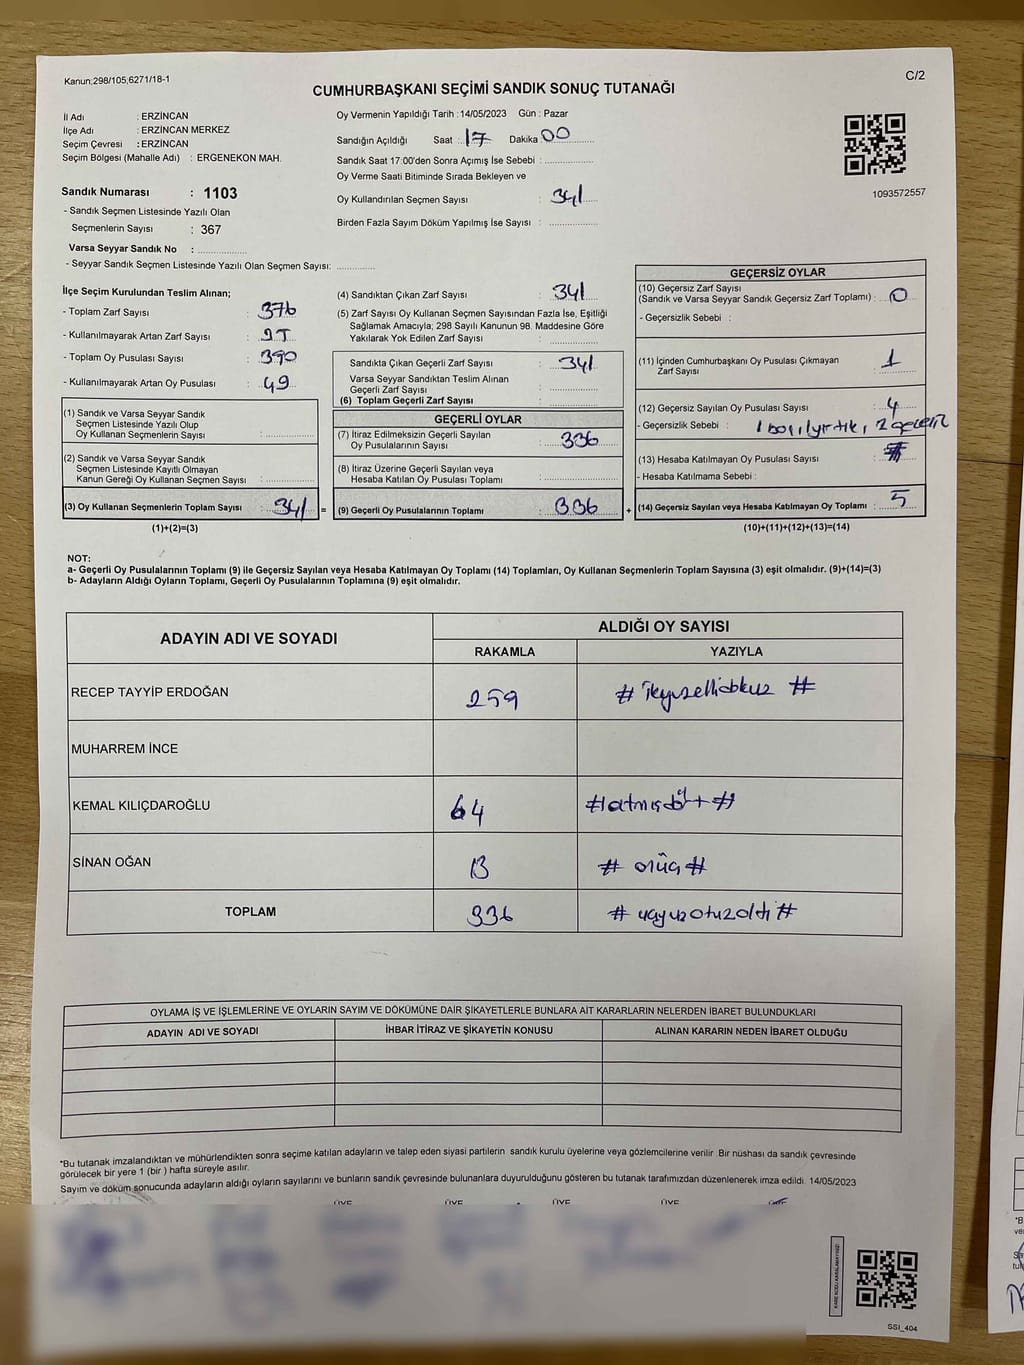 Kanun;298/105,6271/18-1
C/2
CUMHURBAŞKANI SEÇİMİ SANDIK SONUÇ TUTANAĞI
İl Adı : ERZİNCAN
İlçe Adı : ERZİNCAN MERKEZ
Seçim Çevresi : ERZİNCAN
Seçim Bölgesi (Mahalle Adı) : ERGENEKON MAH.
Sandık Numarası : 1103
- Sandık Seçmen Listesinde Yazılı Olan
Seçmenlerin Sayısı : 367
Varsa Seyyar Sandık No :
- Seyyar Sandık Seçmen Listesinde Yazılı Olan Seçmen Sayısı:
Oy Vermenin Yapıldığı Tarih : 14/05/2023 Gün : Pazar
Sandığın Açıldığı Saat : 17 Dakika 00
Sandık Saat 17:00'den Sonra Açımış İse Sebebi :
Oy Verme Saati Bitiminde Sırada Bekleyen ve
Oy Kullandırılan Seçmen Sayısı : 341
Birden Fazla Sayım Döküm Yapılmış İse Sayısı :
1093572557
İlçe Seçim Kurulundan Teslim Alınan;
- Toplam Zarf Sayısı : 376
- Kullanılmayarak Artan Zarf Sayısı :
- Toplam Oy Pusulası Sayısı : 390
- Kullanılmayarak Artan Oy Pusulası : 49
(1) Sandık ve Varsa Seyyar Sandık
Seçmen Listesinde Yazılı Olup
Oy Kullanan Seçmenlerin Sayısı :
(2) Sandık ve Varsa Seyyar Sandık
Seçmen Listesinde Kayıtlı Olmayan
Kanun Gereği Oy Kullanan Seçmen Sayısı :
(3) Oy Kullanan Seçmenlerin Toplam Sayısı : 341 =
(1)+(2)=(3)
(4) Sandıktan Çıkan Zarf Sayısı : 341
(5) Zarf Sayısı Oy Kullanan Seçmen Sayısından Fazla İse, Eşitliği
Sağlamak Amacıyla; 298 Sayılı Kanunun 98. Maddesine Göre
Yakılarak Yok Edilen Zarf Sayısı :
Sandıkta Çıkan Geçerli Zarf Sayısı : 341
Varsa Seyyar Sandıktan Teslim Alınan
Geçerli Zarf Sayısı :
(6) Toplam Geçerli Zarf Sayısı :
GEÇERLİ OYLAR
(7) İtiraz Edilmeksizin Geçerli Sayılan
Oy Pusulalarının Sayısı : 336
(8) İtiraz Üzerine Geçerli Sayılan veya
Hesaba Katılan Oy Pusulası Toplamı :
(9) Geçerli Oy Pusulalarının Toplamı : 336 +
GEÇERSİZ OYLAR
(10) Geçersiz Zarf Sayısı
(Sandık ve Varsa Seyyar Sandık Geçersiz Zarf Toplamı) : 0
- Geçersizlik Sebebi :
(11) İçinden Cumhurbaşkanı Oy Pusulası Çıkmayan
Zarf Sayısı : 1
(12) Geçersiz Sayılan Oy Pusulası Sayısı : 4
- Geçersizlik Sebebi :
(13) Hesaba Katılmayan Oy Pusulası Sayısı :
- Hesaba Katılmama Sebebi :
(14) Geçersiz Sayılan veya Hesaba Katılmayan Oy Toplamı : 5
(10)+(11)+(12)+(13)=(14)
NOT:
a- Geçerli Oy Pusulalarının Toplamı (9) ile Geçersiz Sayılan veya Hesaba Katılmayan Oy Toplamı (14) Toplamları, Oy Kullanan Seçmenlerin Toplam Sayısına (3) eşit olmalıdır. (9)+(14)=(3)
b- Adayların Aldığı Oyların Toplamı, Geçerli Oy Pusulalarının Toplamına (9) eşit olmalıdır.
ADAYIN ADI VE SOYADI
ALDIĞI OY SAYISI
RAKAMLA YAZIYLA
RECEP TAYYİP ERDOĞAN 259 # ikiyüzellidokuz #
MUHARREM İNCE
KEMAL KILIÇDAROĞLU 64 # altmışdört #
SİNAN OĞAN 13 # onüç #
TOPLAM 336 # üçyüzotuzaltı #
OYLAMA İŞ VE İŞLEMLERİNE VE OYLARIN SAYIM VE DÖKÜMÜNE DAİR ŞİKAYETLERLE BUNLARA AİT KARARLARIN NELERDEN İBARET BULUNDUKLARI
ADAYIN ADI VE SOYADI İHBAR İTİRAZ VE ŞİKAYETİN KONUSU ALINAN KARARIN NEDEN İBARET OLDUĞU
*Bu tutanak imzalandıktan ve mühürlendikten sonra seçime katılan adayların ve talep eden siyasi partilerin sandık kurulu üyelerine veya gözlemcilerine verilir .Bir nüshası da sandık çevresinde
görülecek bir yere 1 (bir ) hafta süreyle asılır.
Sayım ve döküm sonucunda adayların aldığı oyların sayılarını ve bunların sandık çevresinde bulunanlara duyurulduğunu gösteren bu tutanak tarafımızdan düzenlenerek imza edildi. 14/05/2023
ÜYE ÜYE ÜYE ÜYE
KARE KODU KARALAMAYINIZ!
SSI_404